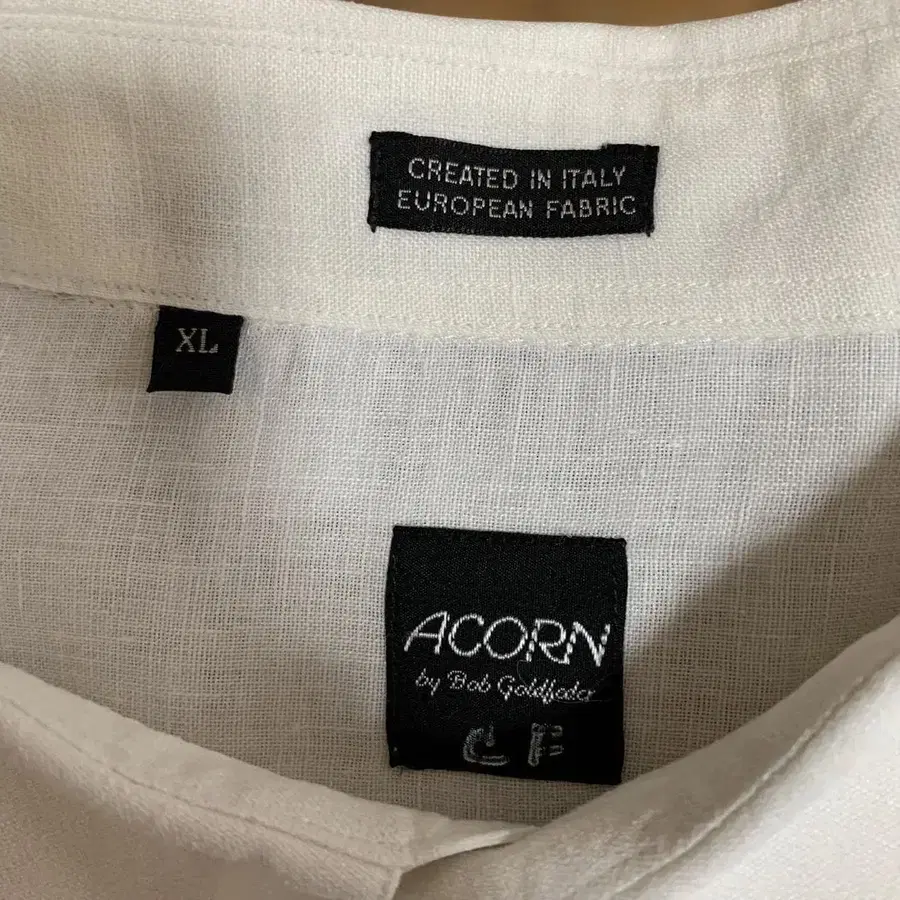 CREATED IN ITALY
EUROPEAN FABRIC
XL
ACORN
by Bob Goldfeder
C F